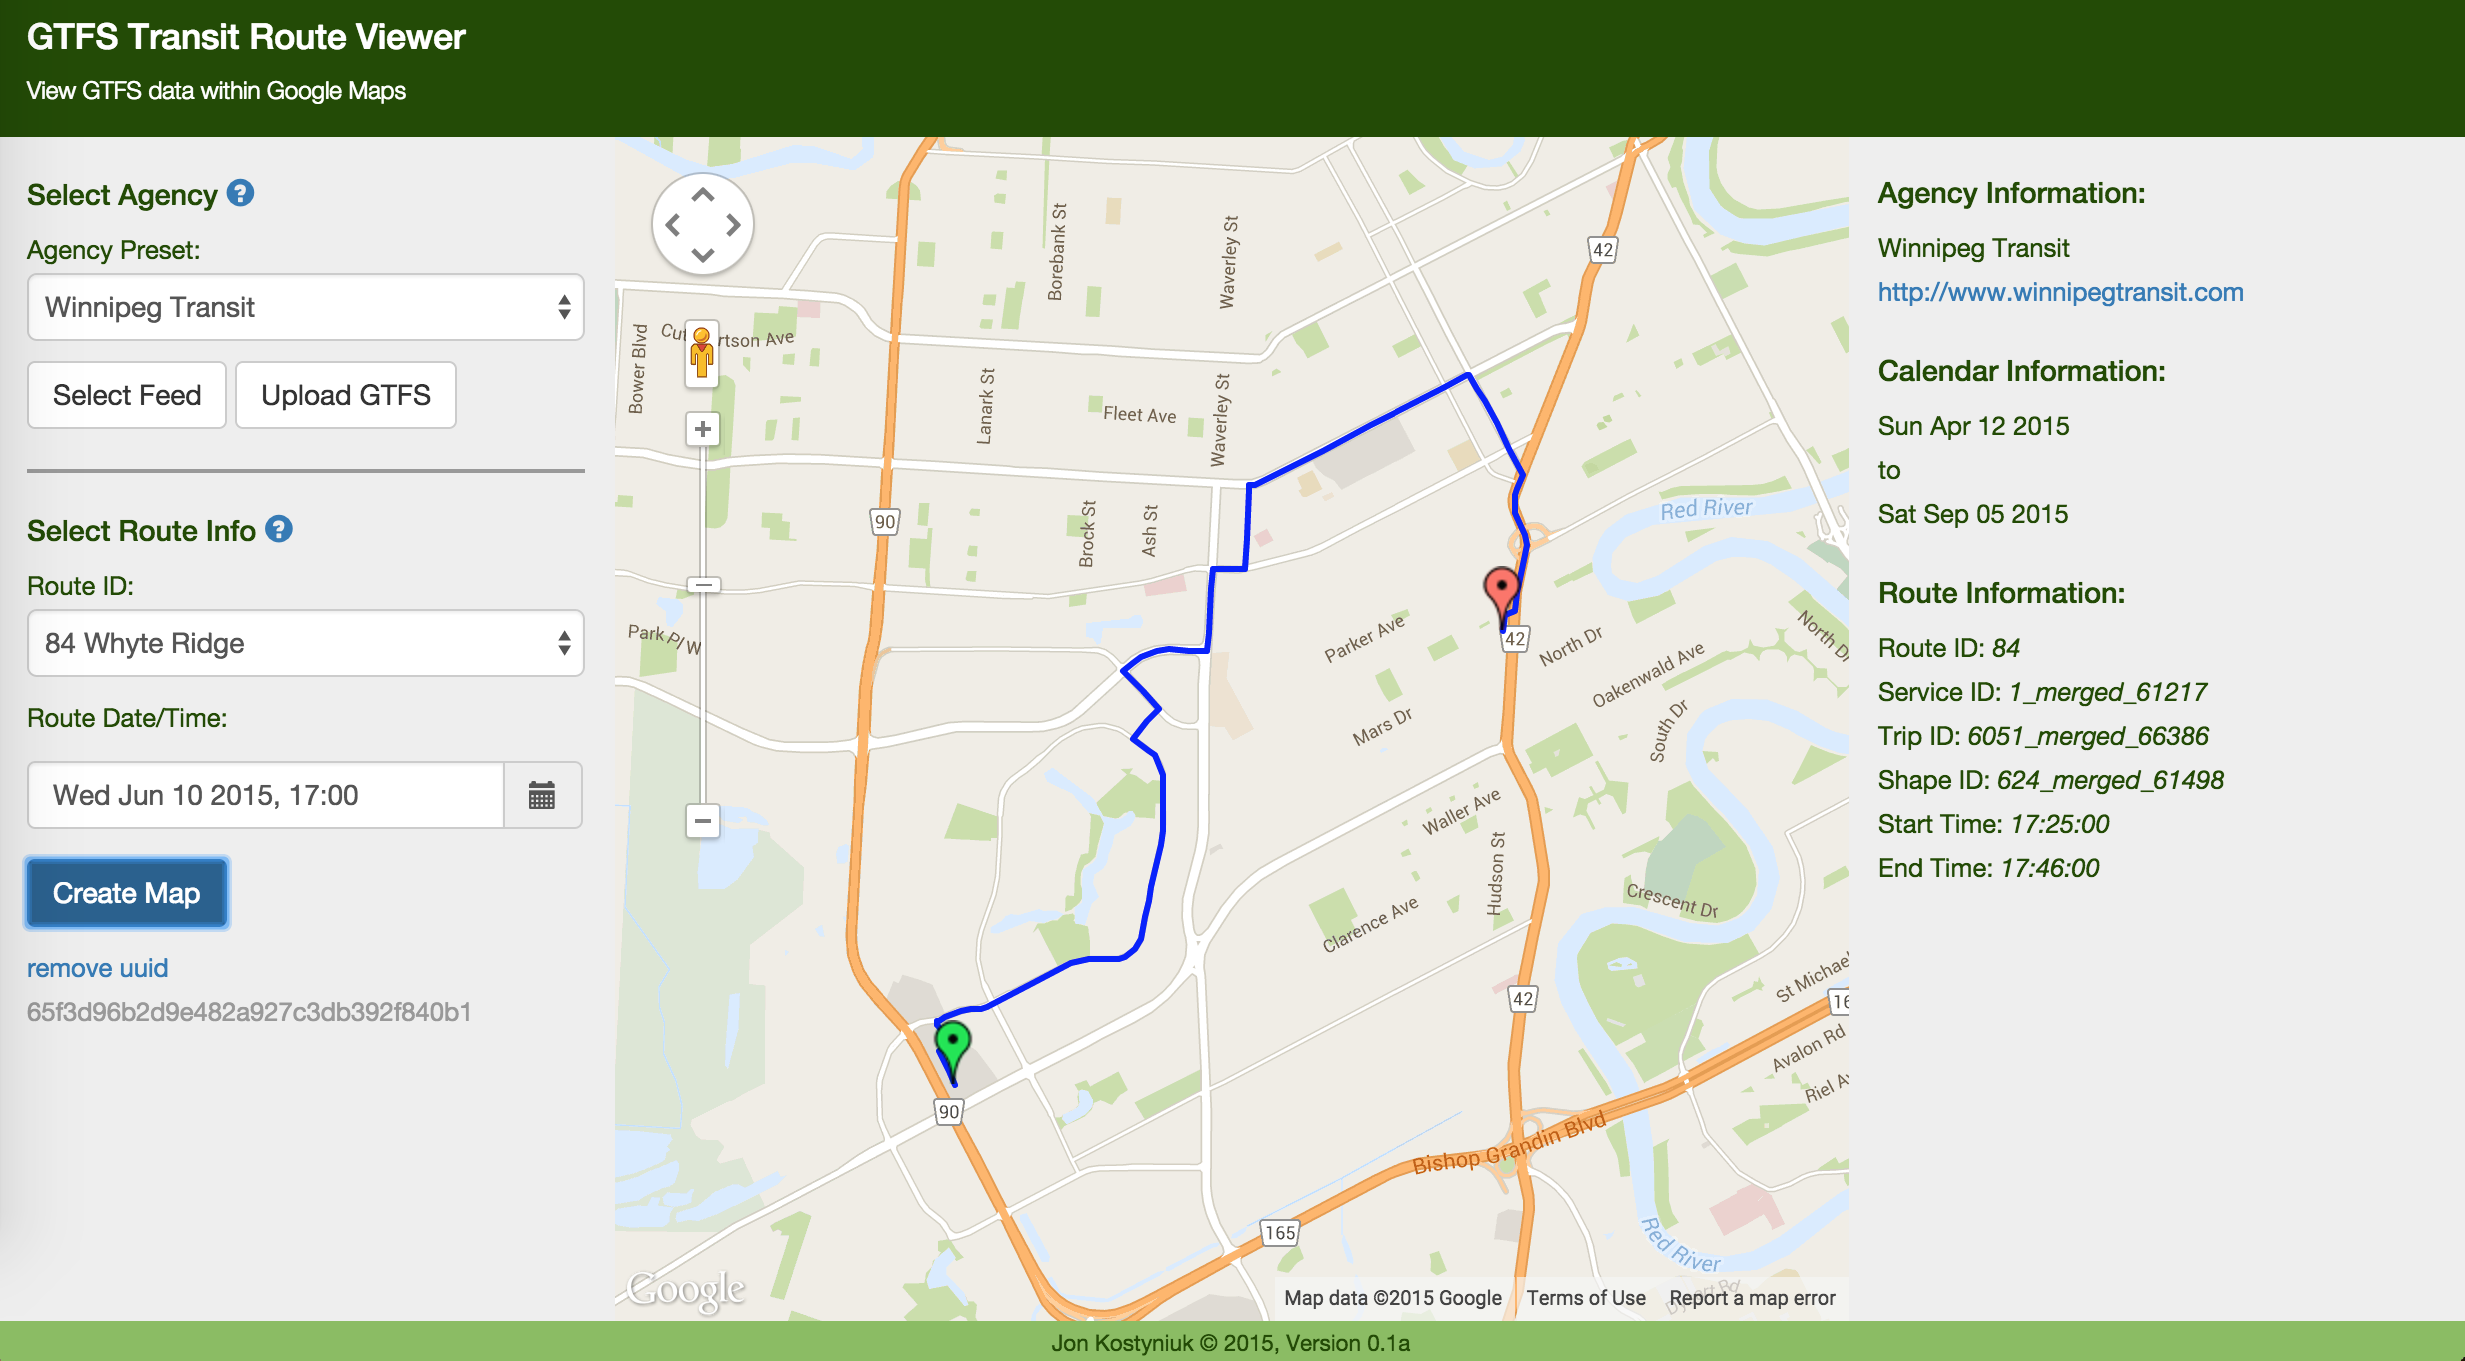 GTFS Transit Route Viewer
View GTFS data within Google Maps
Select Agency ?
Agency Preset:
Winnipeg Transit
Select Feed
Upload GTFS
Select Route Info ?
Route ID:
84 Whyte Ridge
Route Date/Time:
Wed Jun 10 2015, 17:00
Create Map
remove uuid
65f3d96b2d9e482a927c3db392f840b1
42
Borebank St
Waverley St
Bower Blvd
Lanark St
Fleet Ave
Waverley St
90
Brock St
Ash St
Red River
Park Pl W
Parker Ave
42
North Dr
Oakenwald Ave
North Dr
Mars Dr
South Dr
Waller Ave
Hudson St
Crescent Dr
Clarence Ave
St Michael
42
16
Avalon Rd
Riel Av
90
Bishop Grandin Blvd
165
Red River
Google
Map data ©2015 Google
Terms of Use
Report a map error
Agency Information:
Winnipeg Transit
http://www.winnipegtransit.com
Calendar Information:
Sun Apr 12 2015
to
Sat Sep 05 2015
Route Information:
Route ID: 84
Service ID: 1_merged_61217
Trip ID: 6051_merged_66386
Shape ID: 624_merged_61498
Start Time: 17:25:00
End Time: 17:46:00
Jon Kostyniuk © 2015, Version 0.1a